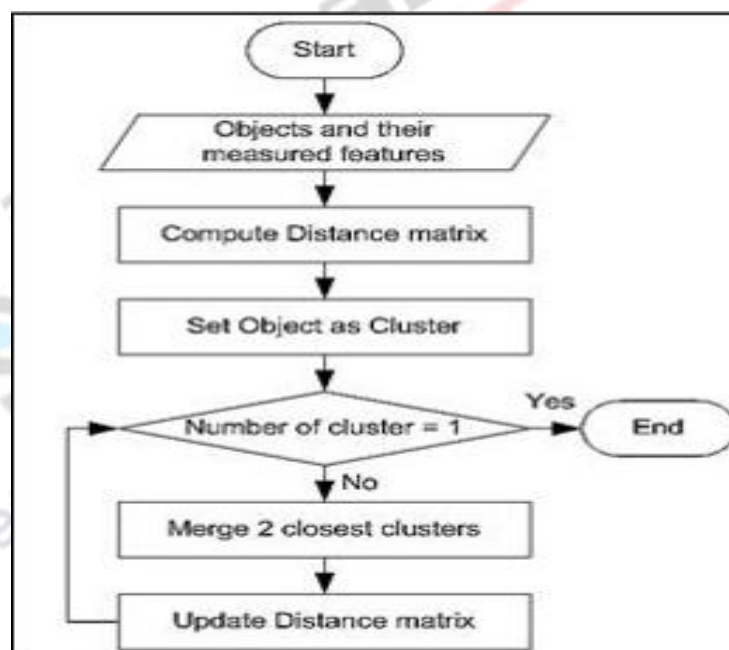 Start
Objects and their
measured features
Compute Distance matrix
Set Object as Cluster
Number of cluster = 1
Yes
End
No
Merge 2 closest clusters
Update Distance matrix